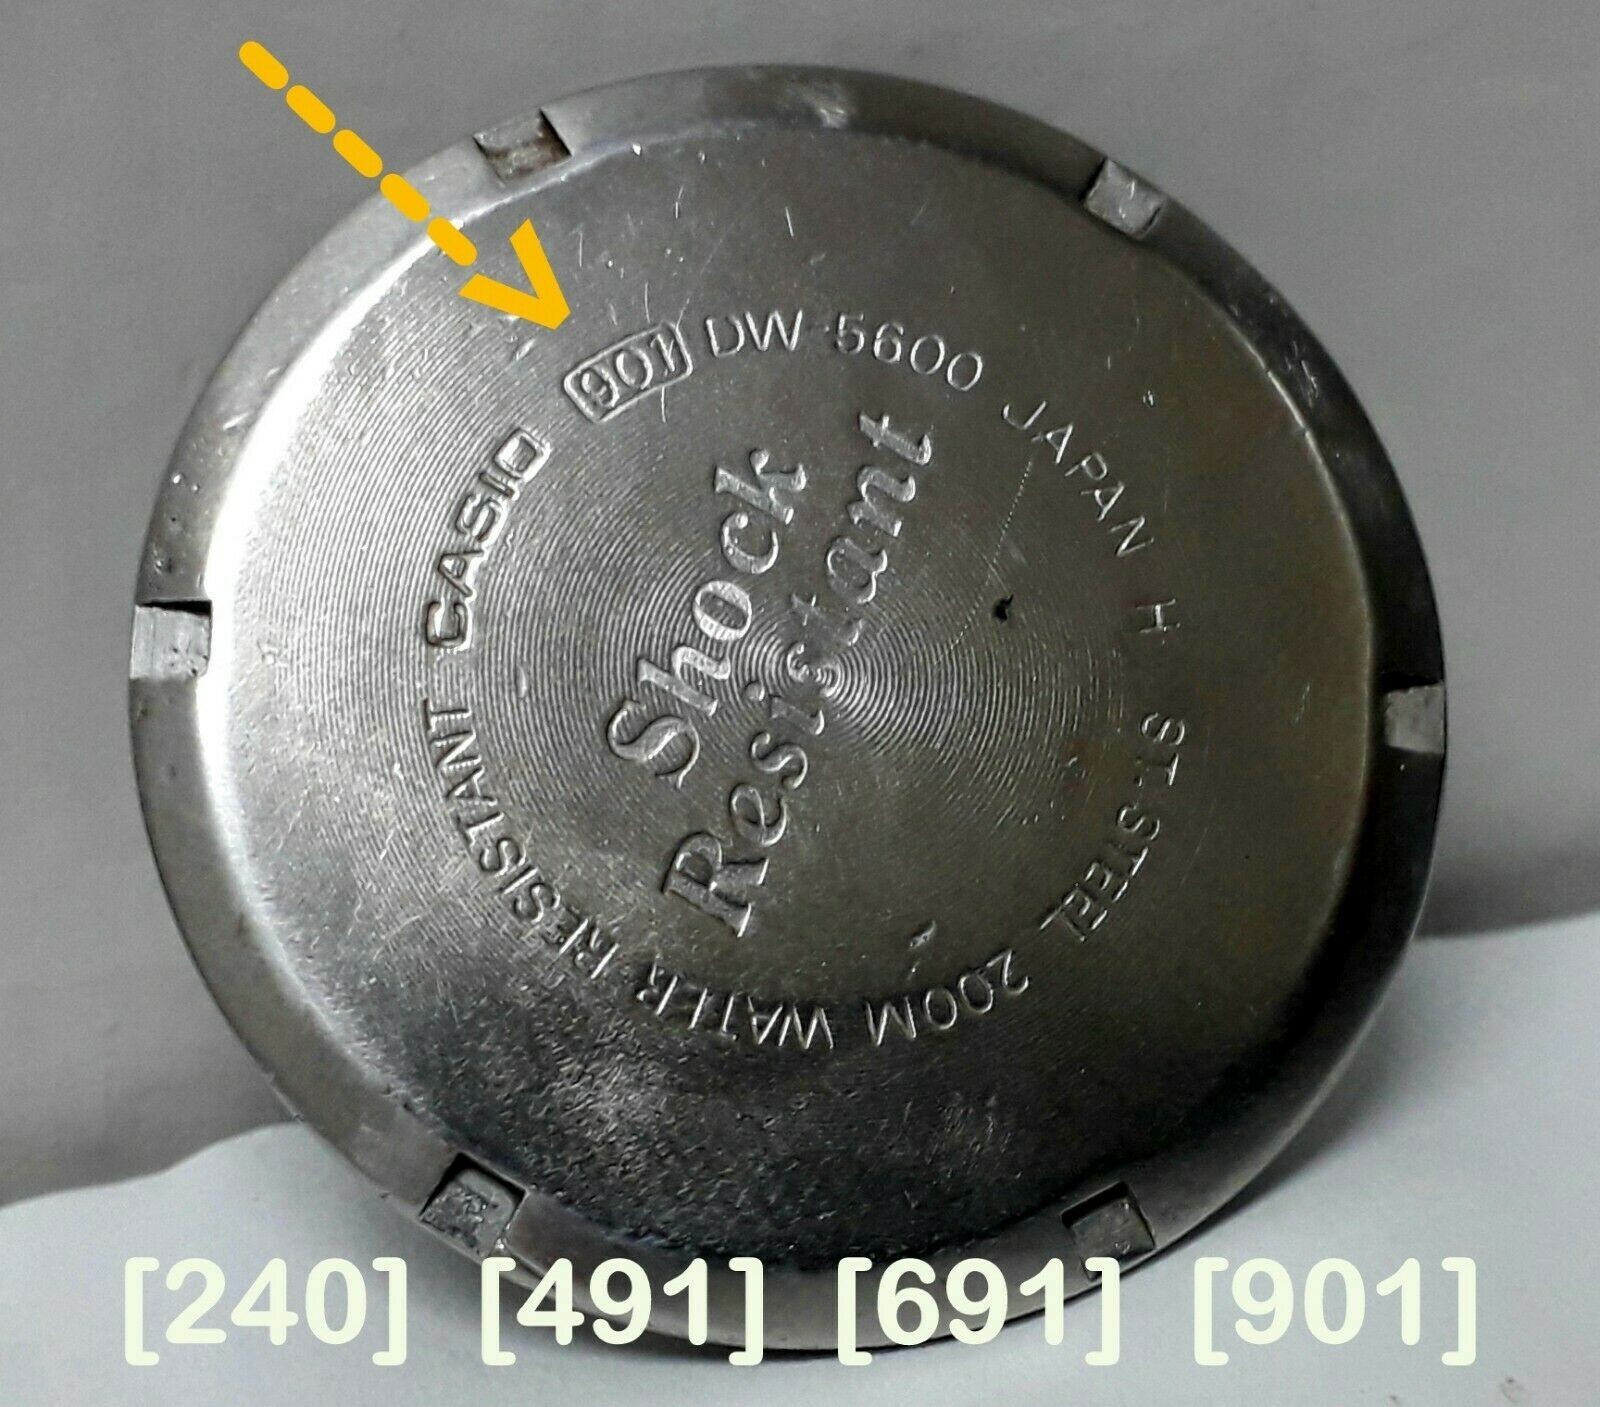 CASIO 901 DW 5600 JAPAN H ST. STEEL 200M WATER RESISTANT
Shock
Resistant
[240] [491] [691] [901]